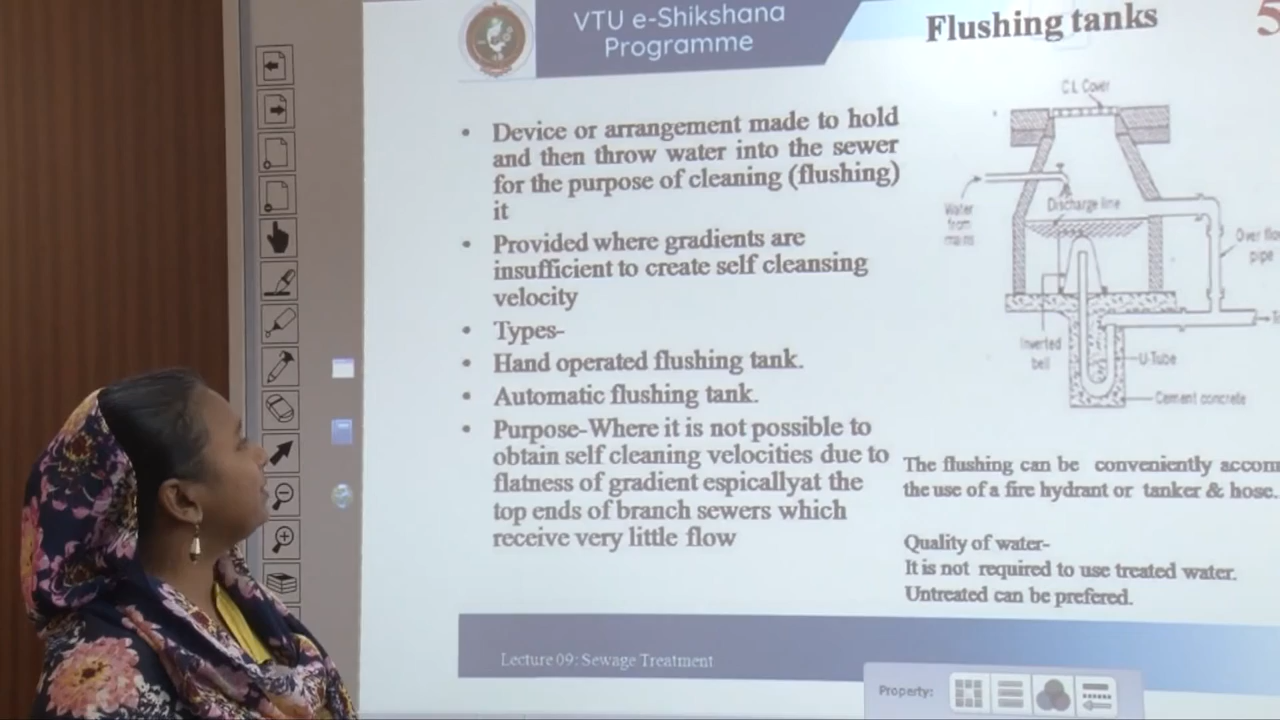 VTU e-Shikshana
Programme
Flushing tanks
5
• Device or arrangement made to hold
and then throw water into the sewer
for the purpose of cleaning (flushing)
it
• Provided where gradients are
insufficient to create self cleansing
velocity
• Types-
• Hand operated flushing tank.
• Automatic flushing tank.
• Purpose-Where it is not possible to
obtain self cleaning velocities due to
flatness of gradient espicallyat the
top ends of branch sewers which
receive very little flow
C.I. Cover
Water
from
mains
Discharge line
Over flo
pipe
Inverted
bell
U-Tube
Cement concrete
The flushing can be conveniently accom
the use of a fire hydrant or tanker & hose.
Quality of water-
It is not required to use treated water.
Untreated can be prefered.
Lecture 09: Sewage Treatment
Property: